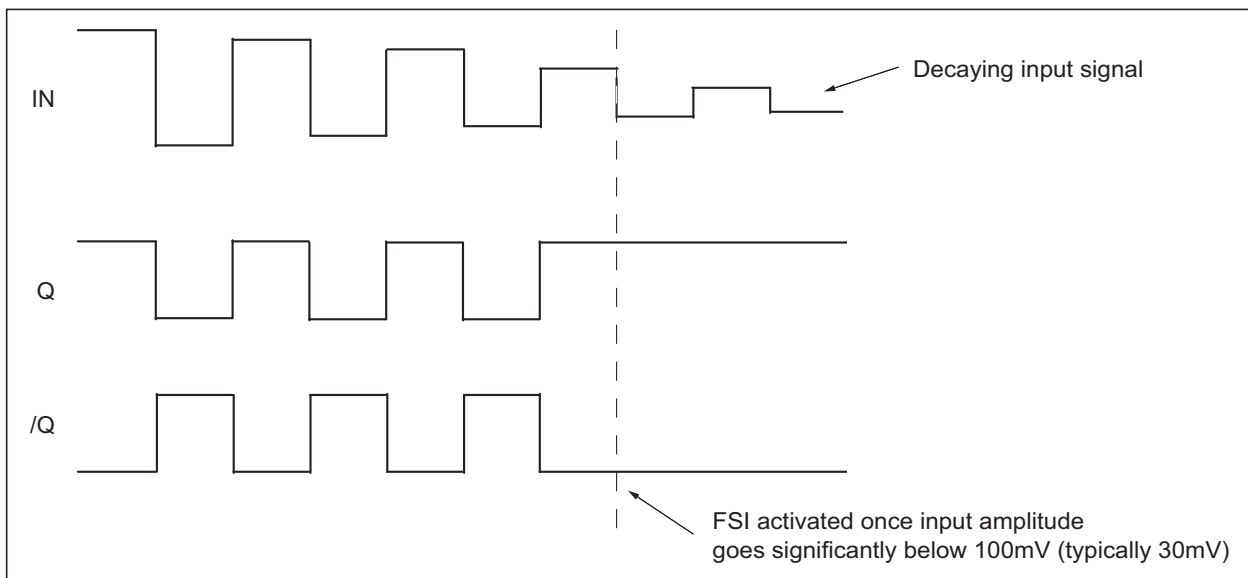 IN
Decaying input signal
Q
/Q
FSI activated once input amplitude
goes significantly below 100mV (typically 30mV)